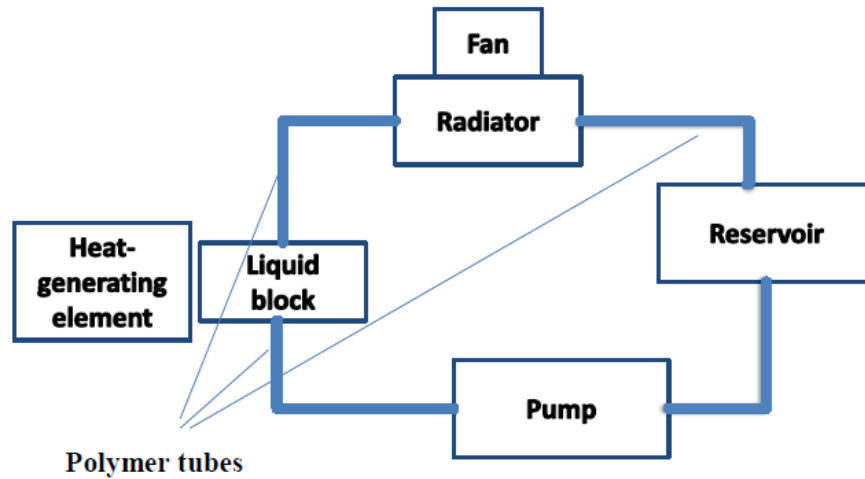 Fan
Radiator
Heat-
generating
element
Liquid
block
Reservoir
Pump
Polymer tubes